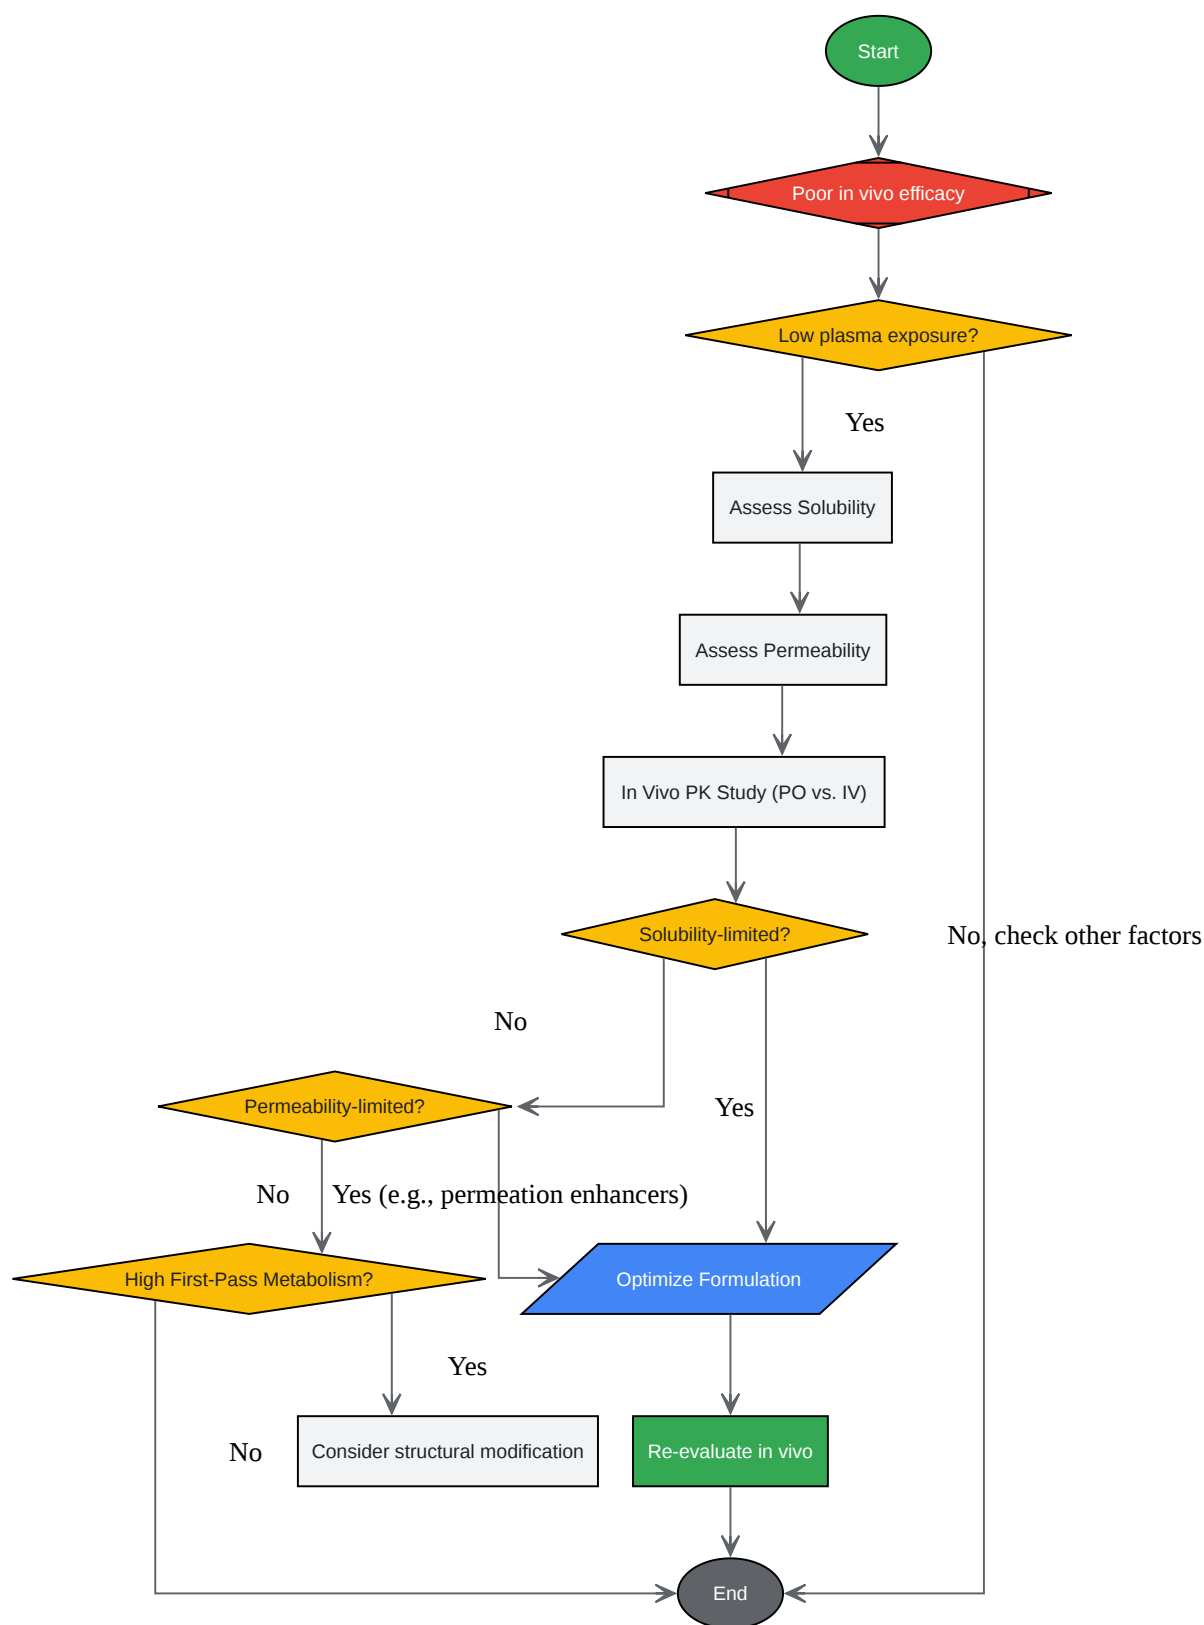 Start
Poor in vivo efficacy
Low plasma exposure?
Yes
Assess Solubility
Assess Permeability
In Vivo PK Study (PO vs. IV)
Solubility-limited?
No, check other factors
No
Permeability-limited?
Yes
No
Yes (e.g., permeation enhancers)
High First-Pass Metabolism?
Optimize Formulation
Yes
No
Consider structural modification
Re-evaluate in vivo
End